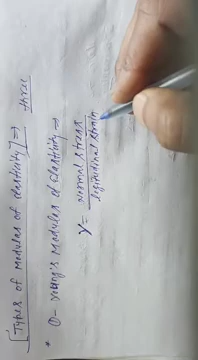 [Types of modulus of elasticity] ⇒ three
* ①- young's modulus of elasticity ⇒
Y = normal stress
longitudinal strain